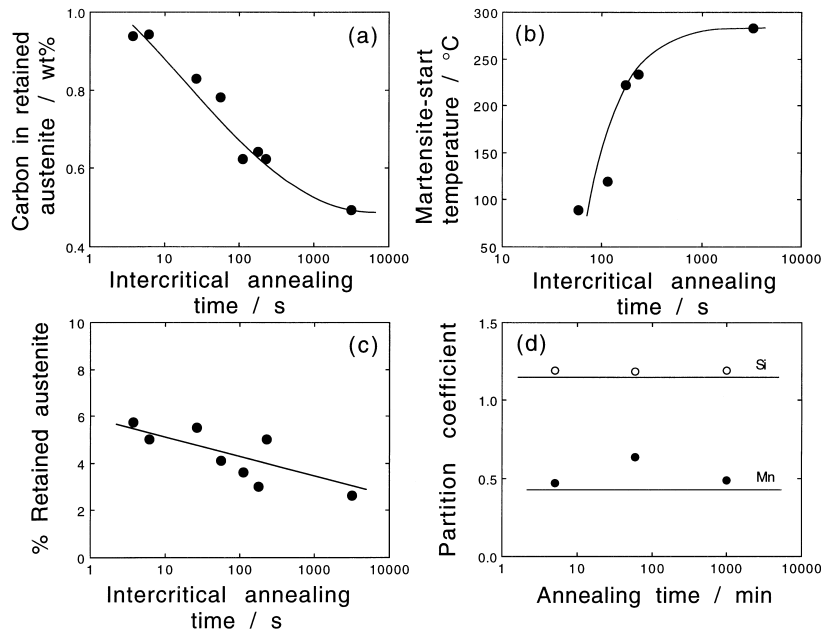 (a)
Carbon in retained
austenite / wt%
1.0
0.8
0.6
0.4
1
10
100
1000
10000
Intercritical annealing
time / s
(b)
Martensite-start
temperature / °C
300
250
200
150
100
50
1
10
100
1000
10000
Intercritical annealing
time / s
(c)
% Retained austenite
10
8
6
4
2
0
1
10
100
1000
10000
Intercritical annealing
time / s
(d)
Partition coefficient
1.5
1.0
0.5
0.0
Si
Mn
1
10
100
1000
10000
Annealing time / min